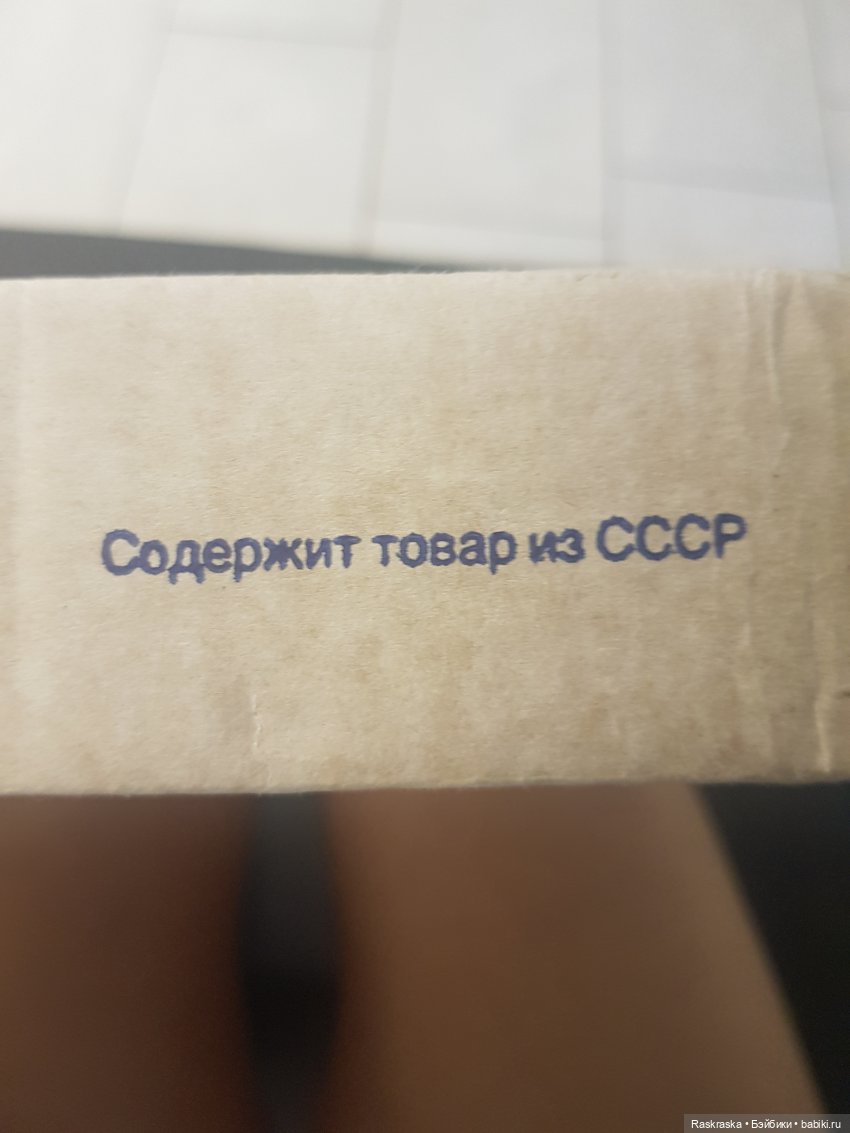 Содержит товар из СССР
Raskraska • Бэйбики • babiki.ru